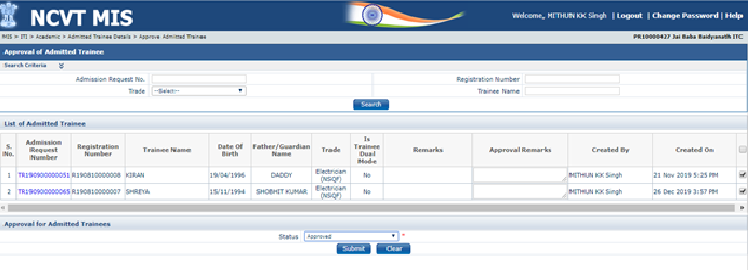 NCVT MIS
Welcome, MITHUN KK Singh | Logout | Change Password | Help
MIS > ITI > Academic > Admitted Trainee Details > Approve Admitted Trainees
PR10000427 Jai Baba Baidyanath ITC
Approval of Admitted Trainee
Search Criteria
Admission Request No.
Registration Number
Trade
--Select--
Trainee Name
Search
List of Admitted Trainee
S. No. Admission Request Number Registration Number Trainee Name Date Of Birth Father/Guardian Name Trade Is Trainee Dual Mode Remarks Approval Remarks Created By Created On
1 TR190900000051 R190810000008 KIRAN 19/04/1996 DADDY Electrician (NSQF) No MITHUN KK Singh 21 Nov 2019 5:25 PM
2 TR190900000065 R190810000007 SHREYA 15/11/1994 SHOBHIT KUMAR Electrician (NSQF) No MITHUN KK Singh 26 Dec 2019 3:57 PM
Approval for Admitted Trainees
Status
Approved
*
Submit
Clear